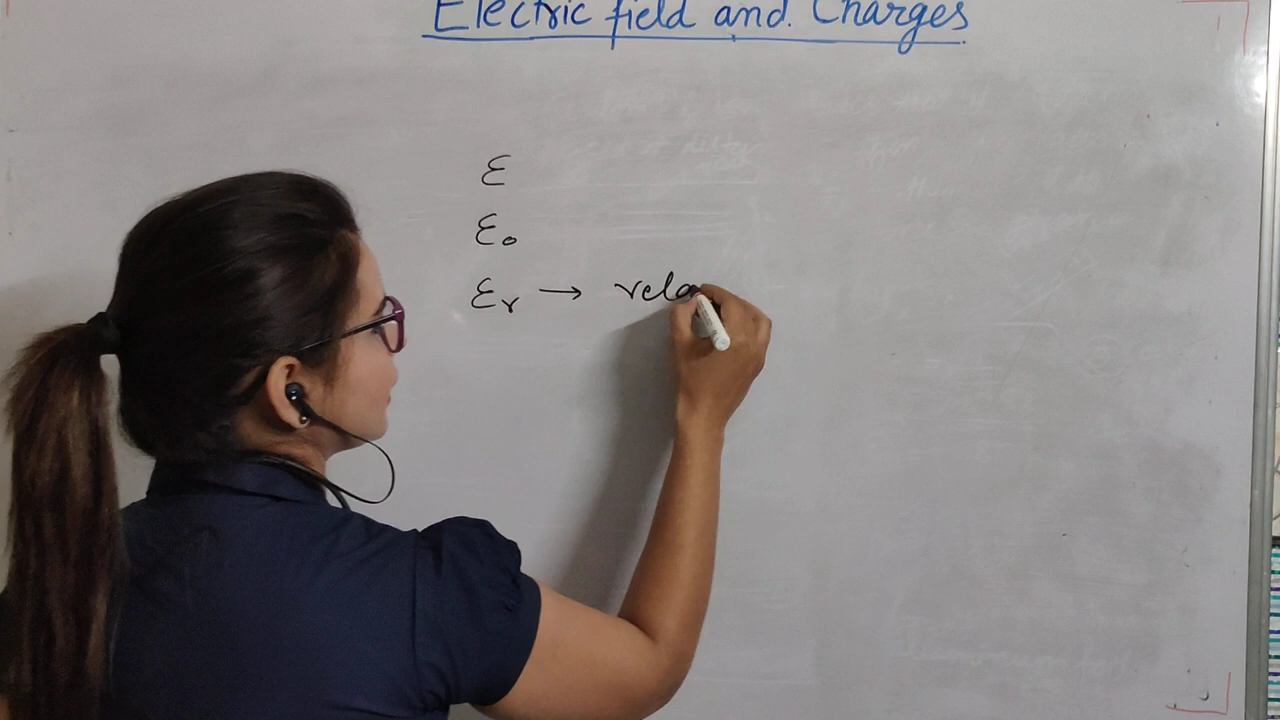 Electric field and. Charges
ε
ε₀
εᵣ → rela